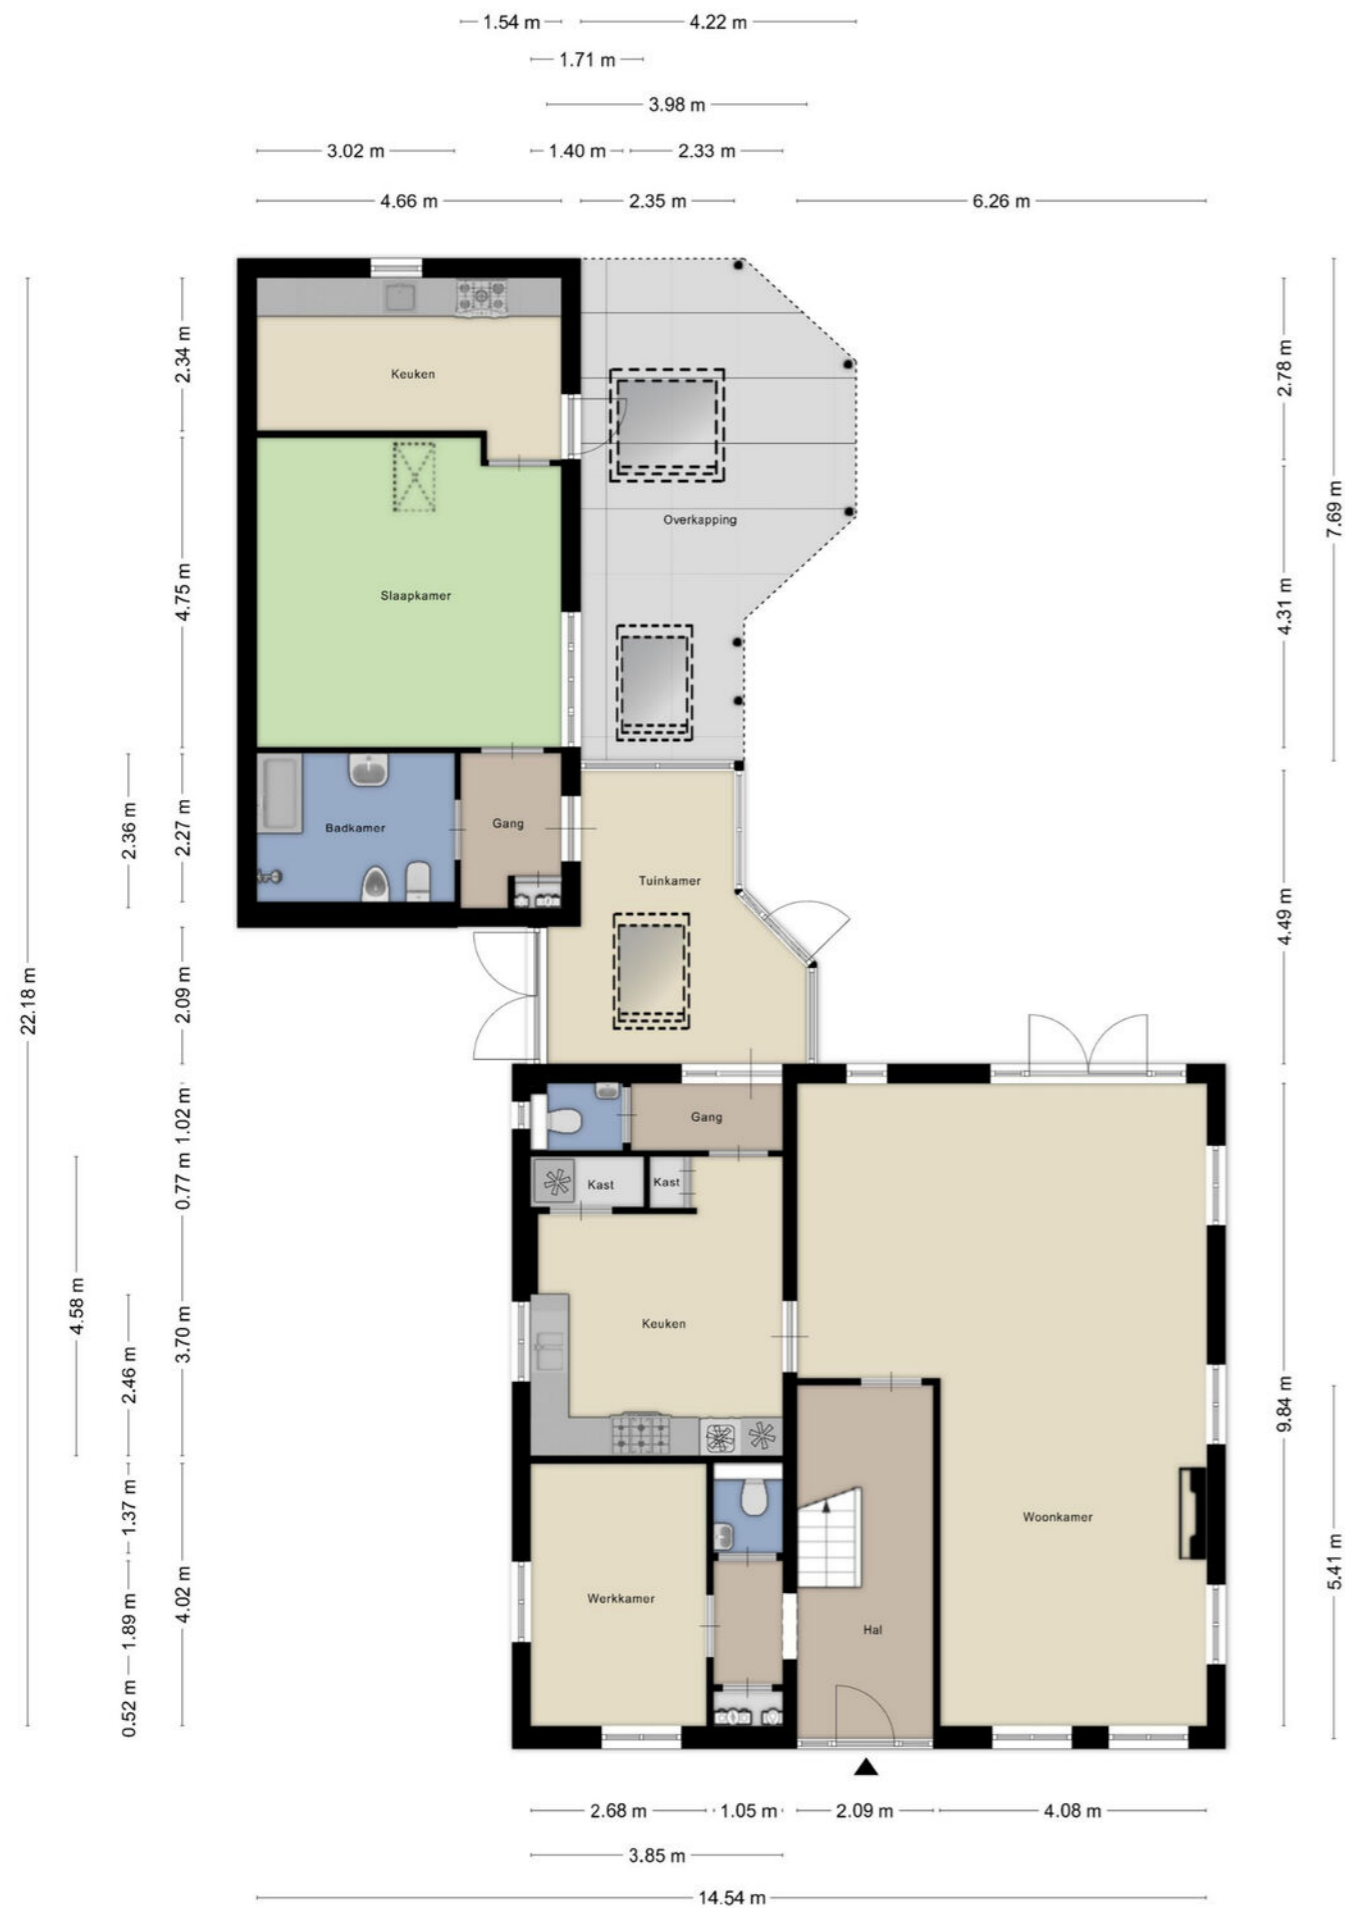 1.54 m
4.22 m
1.71 m
3.98 m
3.02 m
1.40 m
2.33 m
4.66 m
2.35 m
6.26 m
2.34 m
Keuken
2.78 m
7.69 m
Overkapping
4.75 m
Slaapkamer
4.31 m
2.36 m
2.27 m
Badkamer
Gang
Tuinkamer
4.49 m
22.18 m
2.09 m
1.02 m
Gang
0.77 m
Kast
Kast
4.58 m
2.46 m
3.70 m
Keuken
9.84 m
1.37 m
Woonkamer
5.41 m
4.02 m
1.89 m
Werkkamer
Hal
0.52 m
2.68 m
1.05 m
2.09 m
4.08 m
3.85 m
14.54 m